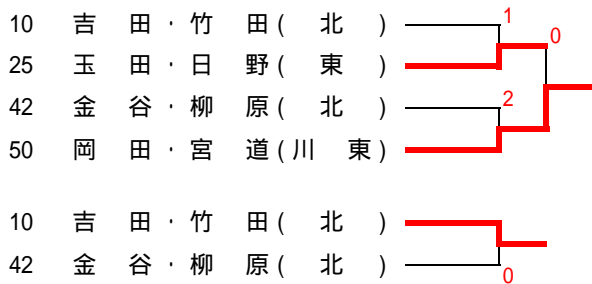 10 吉 田 · 竹 田 ( 北 ) 1
0
25 玉 田 · 日 野 ( 東 )
42 金 谷 · 柳 原 ( 北 ) 2
50 岡 田 · 宮 道 ( 川 東 )
10 吉 田 · 竹 田 ( 北 )
42 金 谷 · 柳 原 ( 北 ) 0